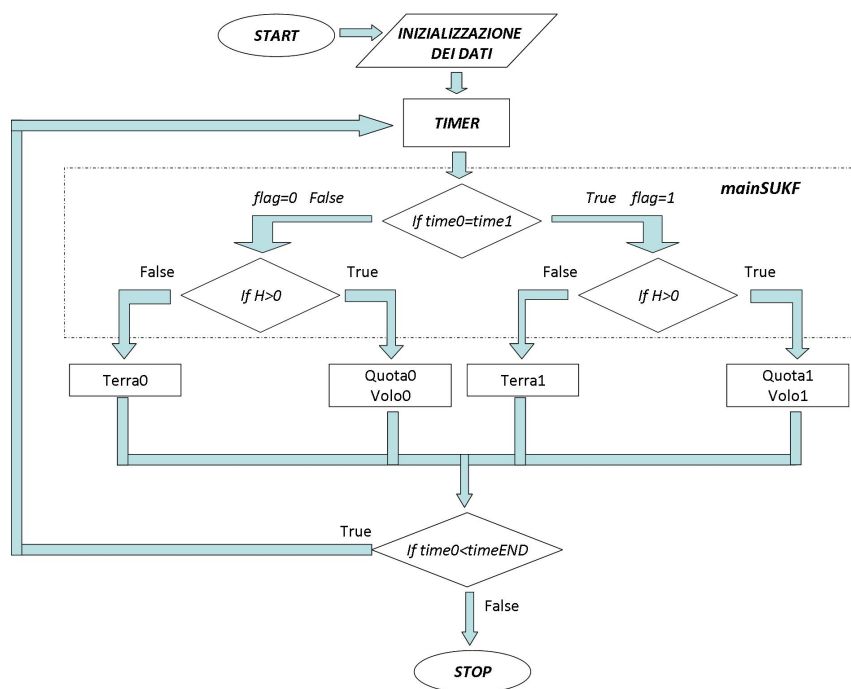 START
INIZIALIZZAZIONE
DEI DATI
TIMER
mainSUKF
flag=0 False
If time0=time1
True flag=1
False
If H>0
True
False
If H>0
True
Terra0
Quota0
Volo0
Terra1
Quota1
Volo1
True
If time0<timeEND
False
STOP